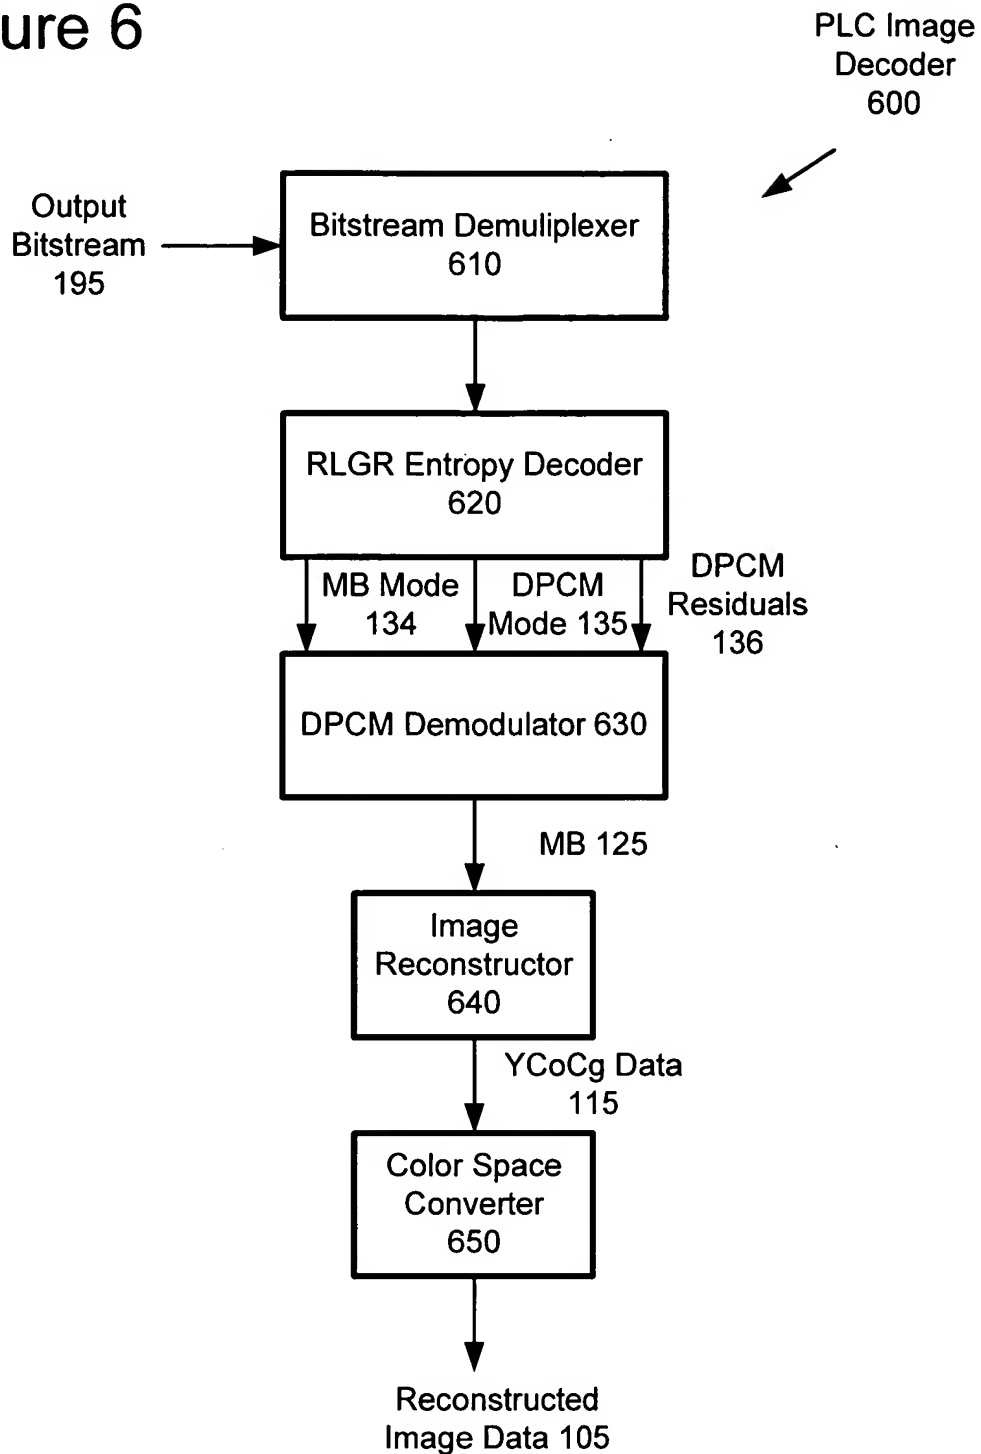 ure 6
PLC Image
Decoder
600
Output
Bitstream
195
Bitstream Demuliplexer
610
RLGR Entropy Decoder
620
MB Mode
134
DPCM
Mode 135
DPCM
Residuals
136
DPCM Demodulator 630
MB 125
Image
Reconstructor
640
YCoCg Data
115
Color Space
Converter
650
Reconstructed
Image Data 105